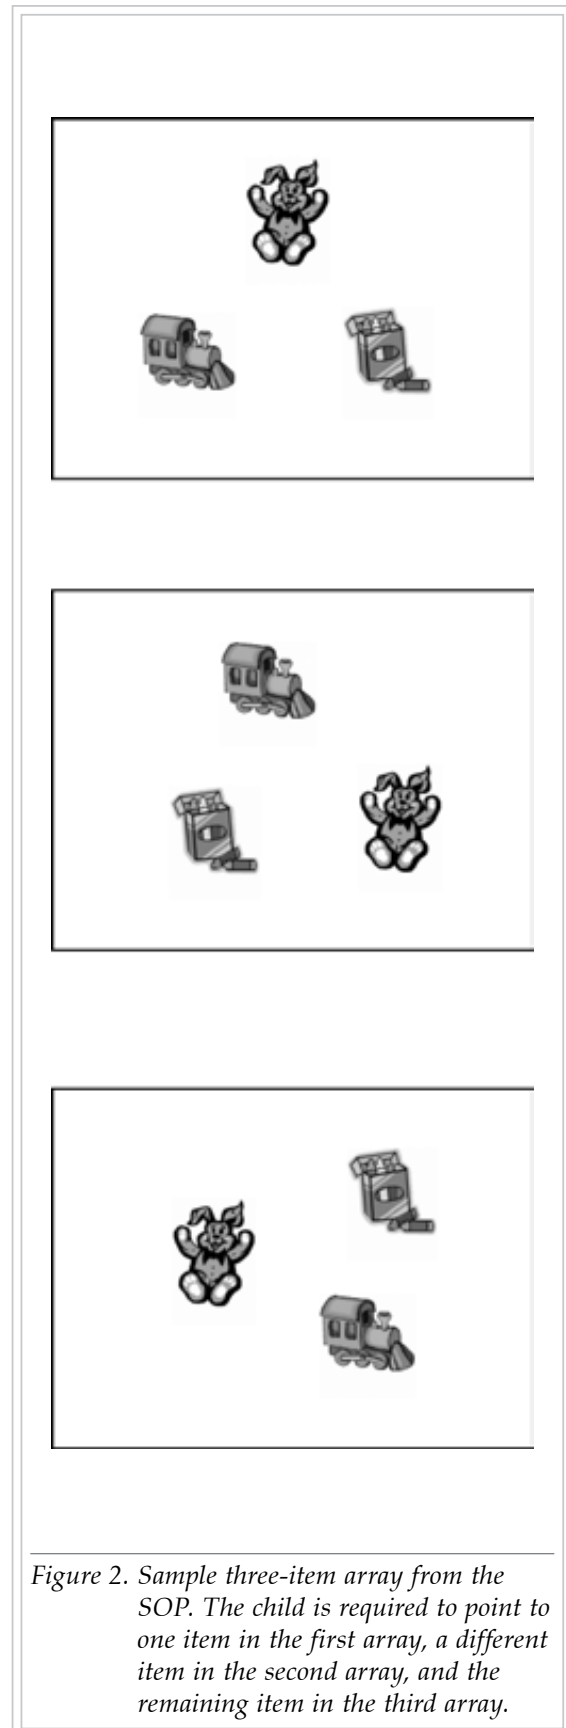 Figure 2. Sample three-item array from the
SOP. The child is required to point to
one item in the first array, a different
item in the second array, and the
remaining item in the third array.